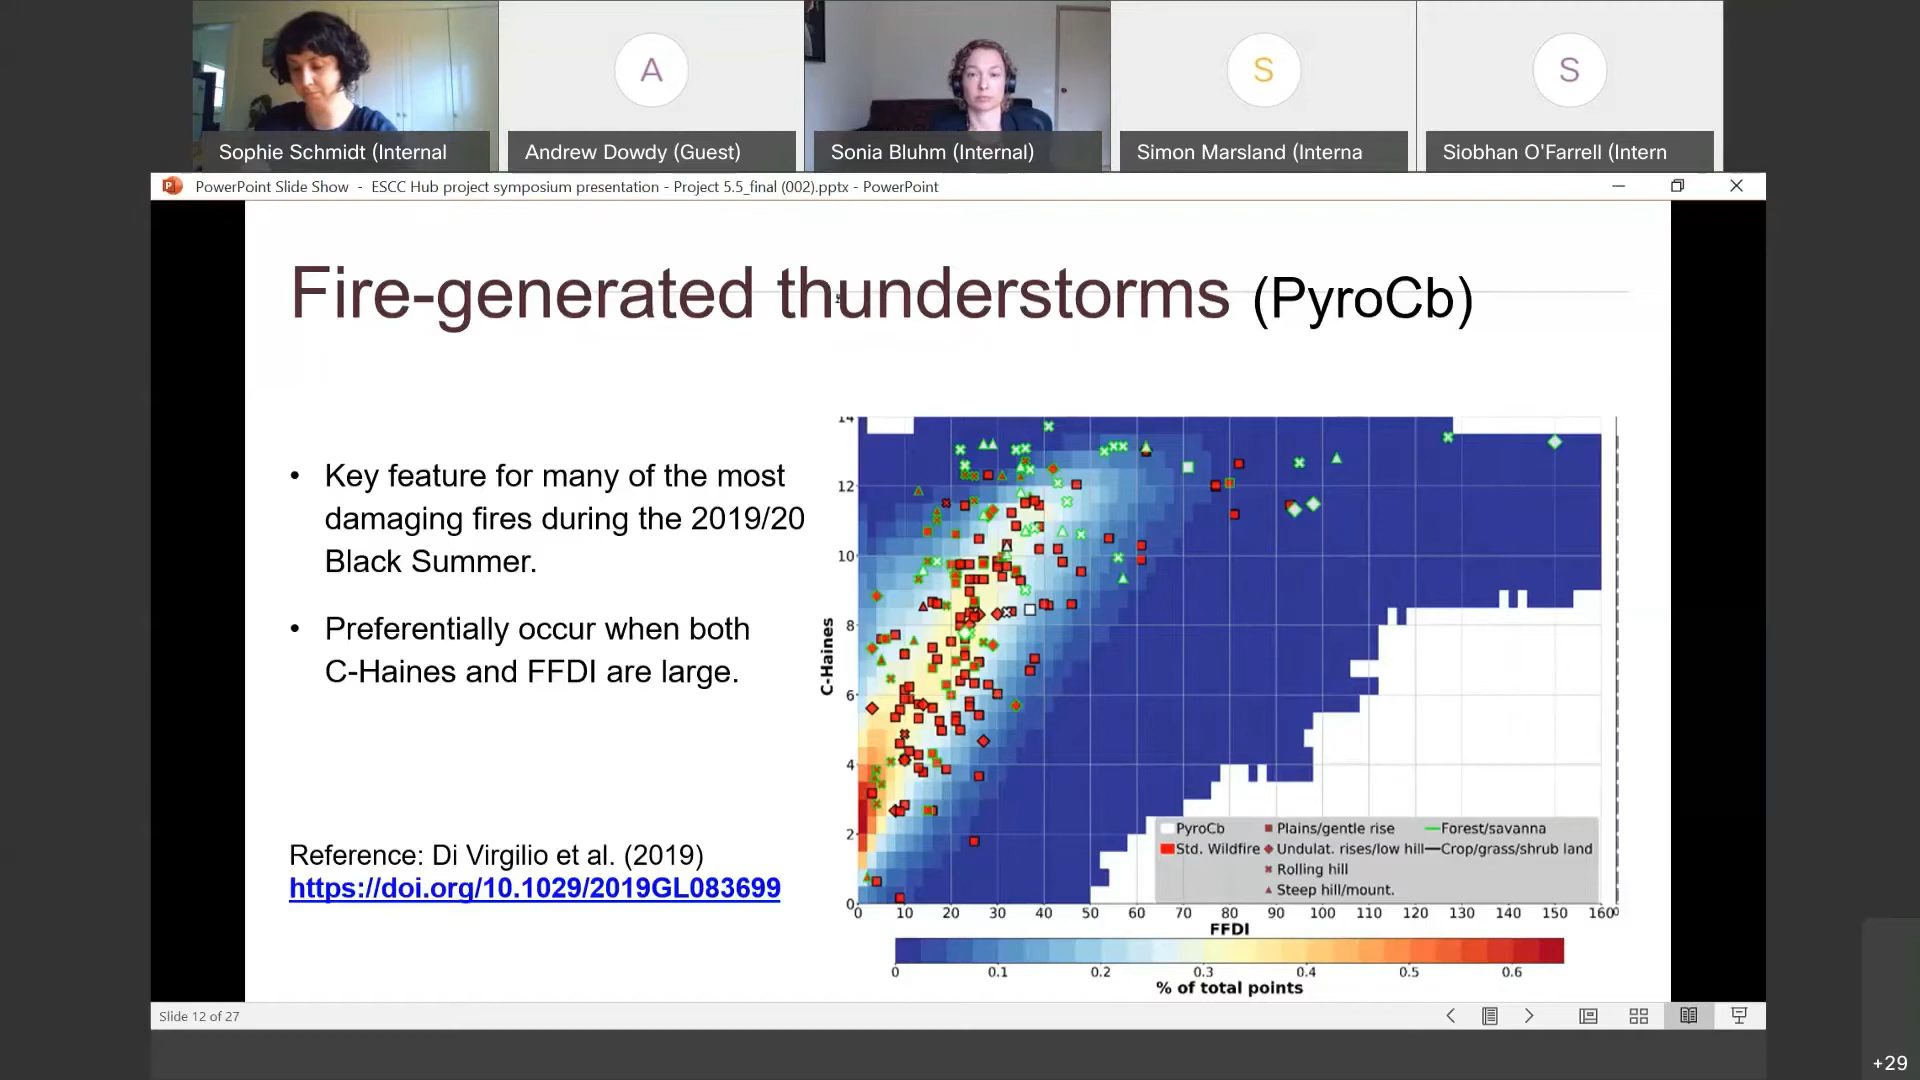 A
S
S
Sophie Schmidt (Internal
Andrew Dowdy (Guest)
Sonia Bluhm (Internal)
Simon Marsland (Interna
Siobhan O'Farrell (Intern
PowerPoint Slide Show - ESCC Hub project symposium presentation - Project 5.5_final (002).pptx - PowerPoint
Fire-generated thunderstorms (PyroCb)
• Key feature for many of the most
damaging fires during the 2019/20
Black Summer.
• Preferentially occur when both
C-Haines and FFDI are large.
Reference: Di Virgilio et al. (2019)
https://doi.org/10.1029/2019GL083699
C-Haines
14
12
10
8
6
4
2
0
PyroCb Plains/gentle rise Forest/savanna
Std. Wildfire Undulat. rises/low hill Crop/grass/shrub land
Rolling hill
Steep hill/mount.
0 10 20 30 40 50 60 70 80 90 100 110 120 130 140 150 160
FFDI
0 0.1 0.2 0.3 0.4 0.5 0.6
% of total points
Slide 12 of 27
+29